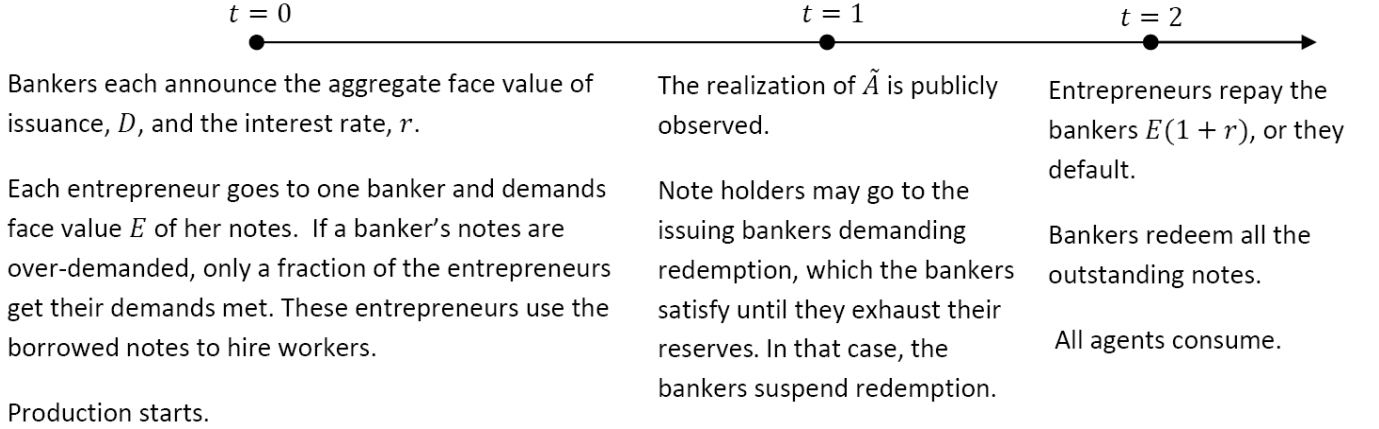 t = 0
t = 1
t = 2
Bankers each announce the aggregate face value of
issuance, D, and the interest rate, r.
Each entrepreneur goes to one banker and demands
face value E of her notes.  If a banker's notes are
over-demanded, only a fraction of the entrepreneurs
get their demands met. These entrepreneurs use the
borrowed notes to hire workers.
Production starts.
The realization of Ã is publicly
observed.
Note holders may go to the
issuing bankers demanding
redemption, which the bankers
satisfy until they exhaust their
reserves. In that case, the
bankers suspend redemption.
Entrepreneurs repay the
bankers E(1 + r), or they
default.
Bankers redeem all the
outstanding notes.
All agents consume.